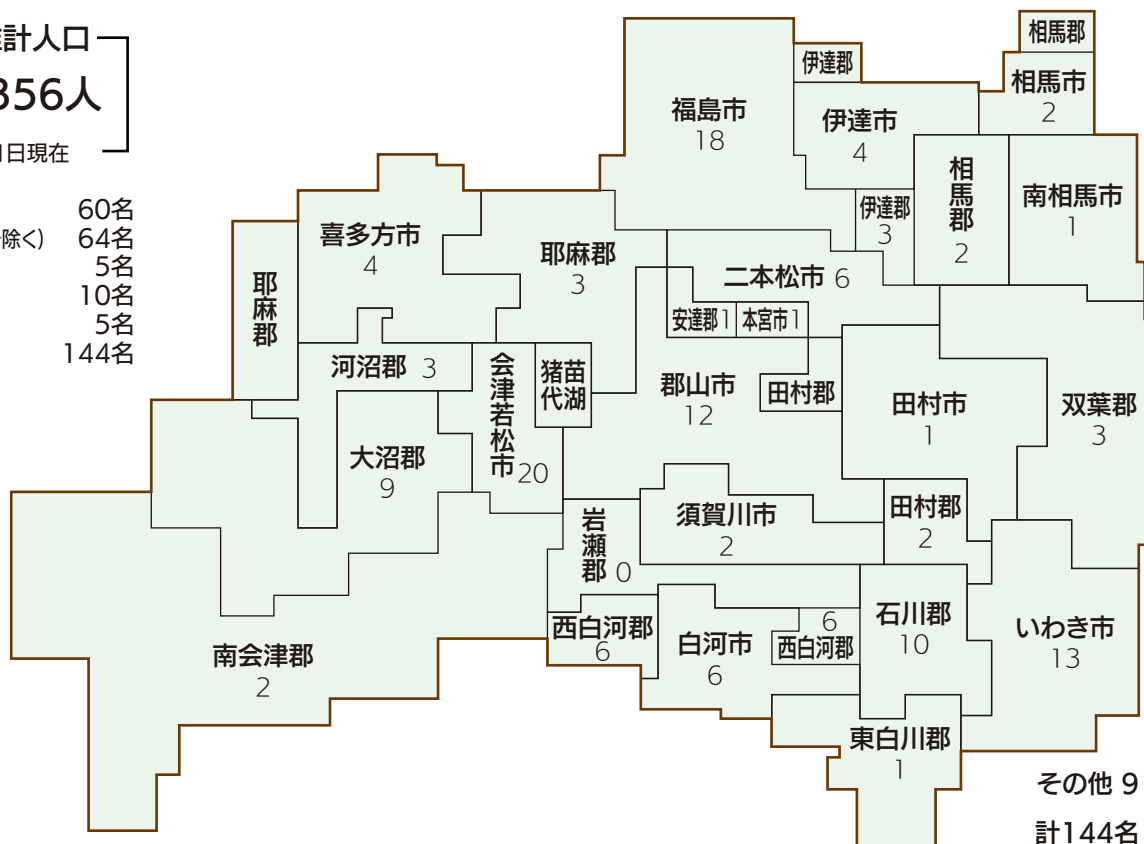 計人口
356人
日現在
60名
除く) 64名
5名
10名
5名
144名
相馬郡
相馬市
2
伊達郡
伊達市
4
福島市
18
相馬郡
2
南相馬市
1
伊達郡
3
喜多方市
4
耶麻郡
3
耶麻郡
二本松市 6
安達郡 1
本宮市 1
河沼郡 3
会津若松市 20
猪苗代湖
郡山市
12
田村郡
田村市
1
双葉郡
3
大沼郡
9
須賀川市
2
田村郡
2
岩瀬郡 0
西白河郡
6
白河市
6
6
西白河郡
石川郡
10
いわき市
13
南会津郡
2
東白川郡
1
その他 9
計144名